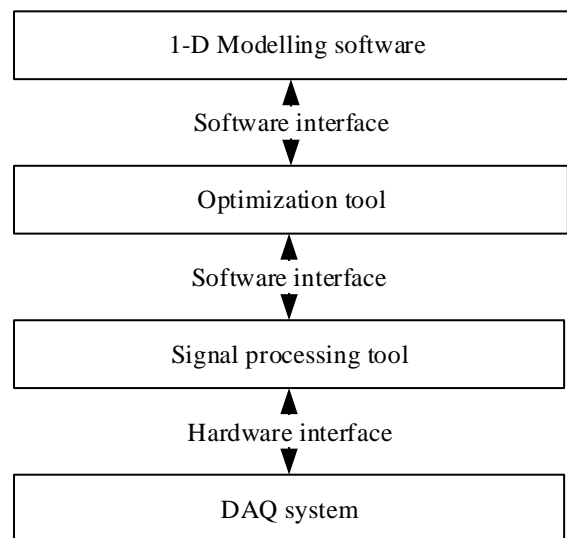 1-D Modelling software
Software interface
Optimization tool
Software interface
Signal processing tool
Hardware interface
DAQ system